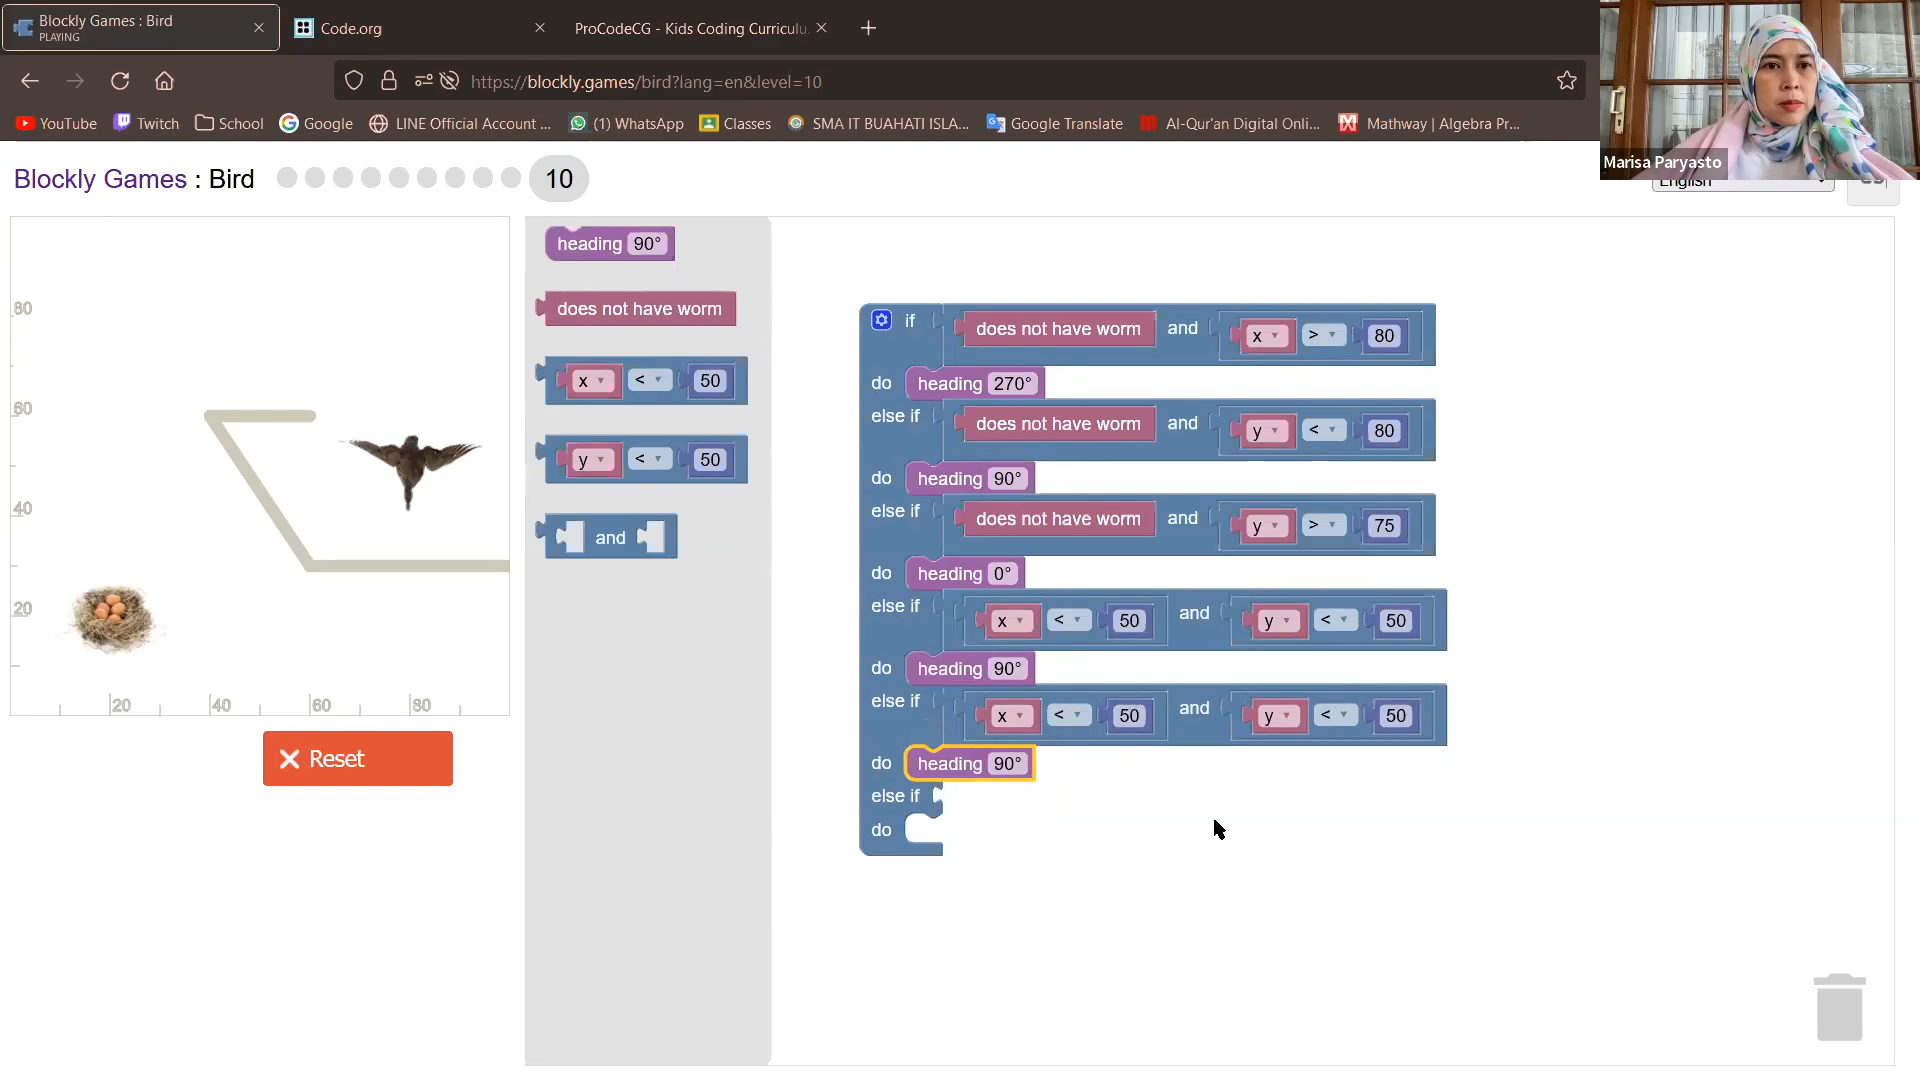 Blockly Games : Bird
PLAYING
Code.org
ProCodeCG - Kids Coding Curriculu
https://blockly.games/bird?lang=en&level=10
YouTube
Twitch
School
Google
LINE Official Account ...
(1) WhatsApp
Classes
SMA IT BUAHATI ISLA...
Google Translate
Al-Qur'an Digital Onli...
Mathway | Algebra Pr...
Marisa Paryasto
Blockly Games : Bird 10
English
80
60
40
20
20 40 60 80
Reset
heading 90°
does not have worm
x < 50
y < 50
and
if does not have worm and x > 80
do heading 270°
else if does not have worm and y < 80
do heading 90°
else if does not have worm and y > 75
do heading 0°
else if x < 50 and y < 50
do heading 90°
else if x < 50 and y < 50
do heading 90°
else if
do